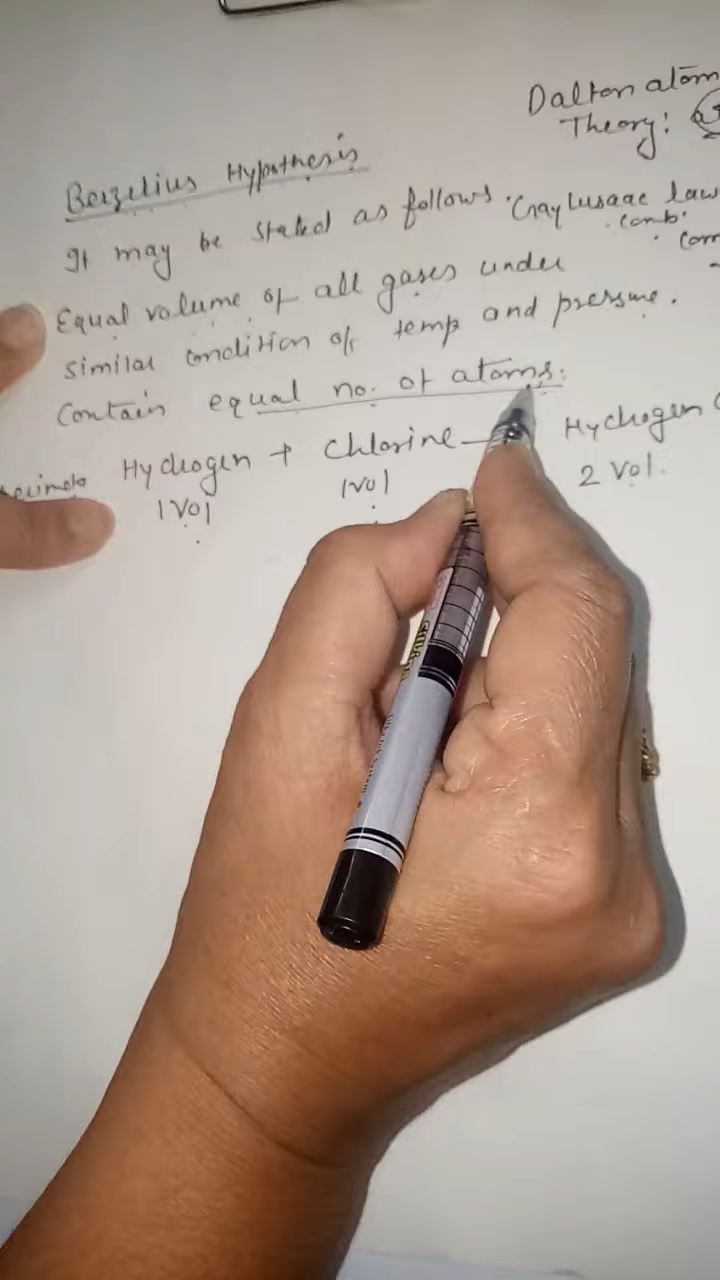 Dalton atom
Theory:
Berzelius Hypothesis
It may be stated as follows.
Gaylusaac law
comb.
Equal volume of all gases under
similar condition of temp and pressure.
Contain equal no. of atoms.
Hydrogen + Chlorine → Hydrogen
1 Vol 1 Vol 2 Vol.